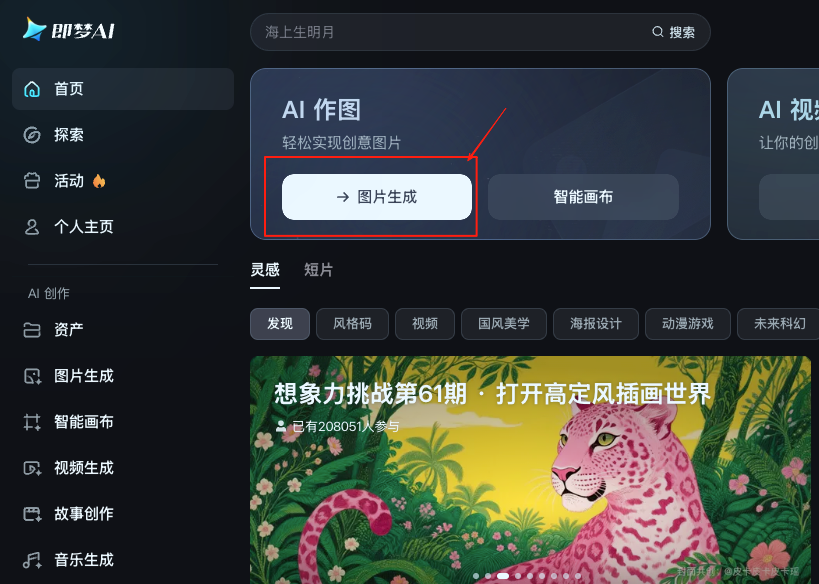 即梦AI
海上生明月
搜索
首页
探索
活动
个人主页
AI 创作
资产
图片生成
智能画布
视频生成
故事创作
音乐生成
AI 作图
轻松实现创意图片
图片生成
智能画布
AI 视
让你的创
灵感 短片
发现 风格码 视频 国风美学 海报设计 动漫游戏 未来科幻
想象力挑战第61期 · 打开高定风插画世界
已有208051人参与